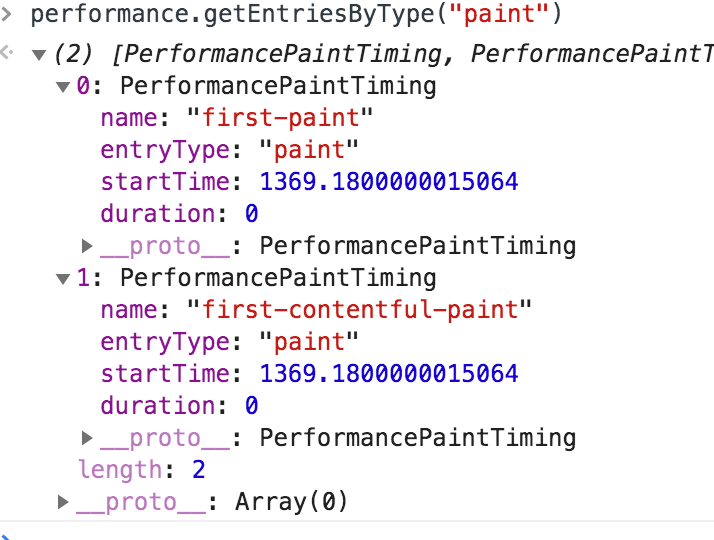 performance.getEntriesByType("paint")
(2) [PerformancePaintTiming, PerformancePaintT
0: PerformancePaintTiming
name: "first-paint"
entryType: "paint"
startTime: 1369.1800000015064
duration: 0
__proto__: PerformancePaintTiming
1: PerformancePaintTiming
name: "first-contentful-paint"
entryType: "paint"
startTime: 1369.1800000015064
duration: 0
__proto__: PerformancePaintTiming
length: 2
__proto__: Array(0)